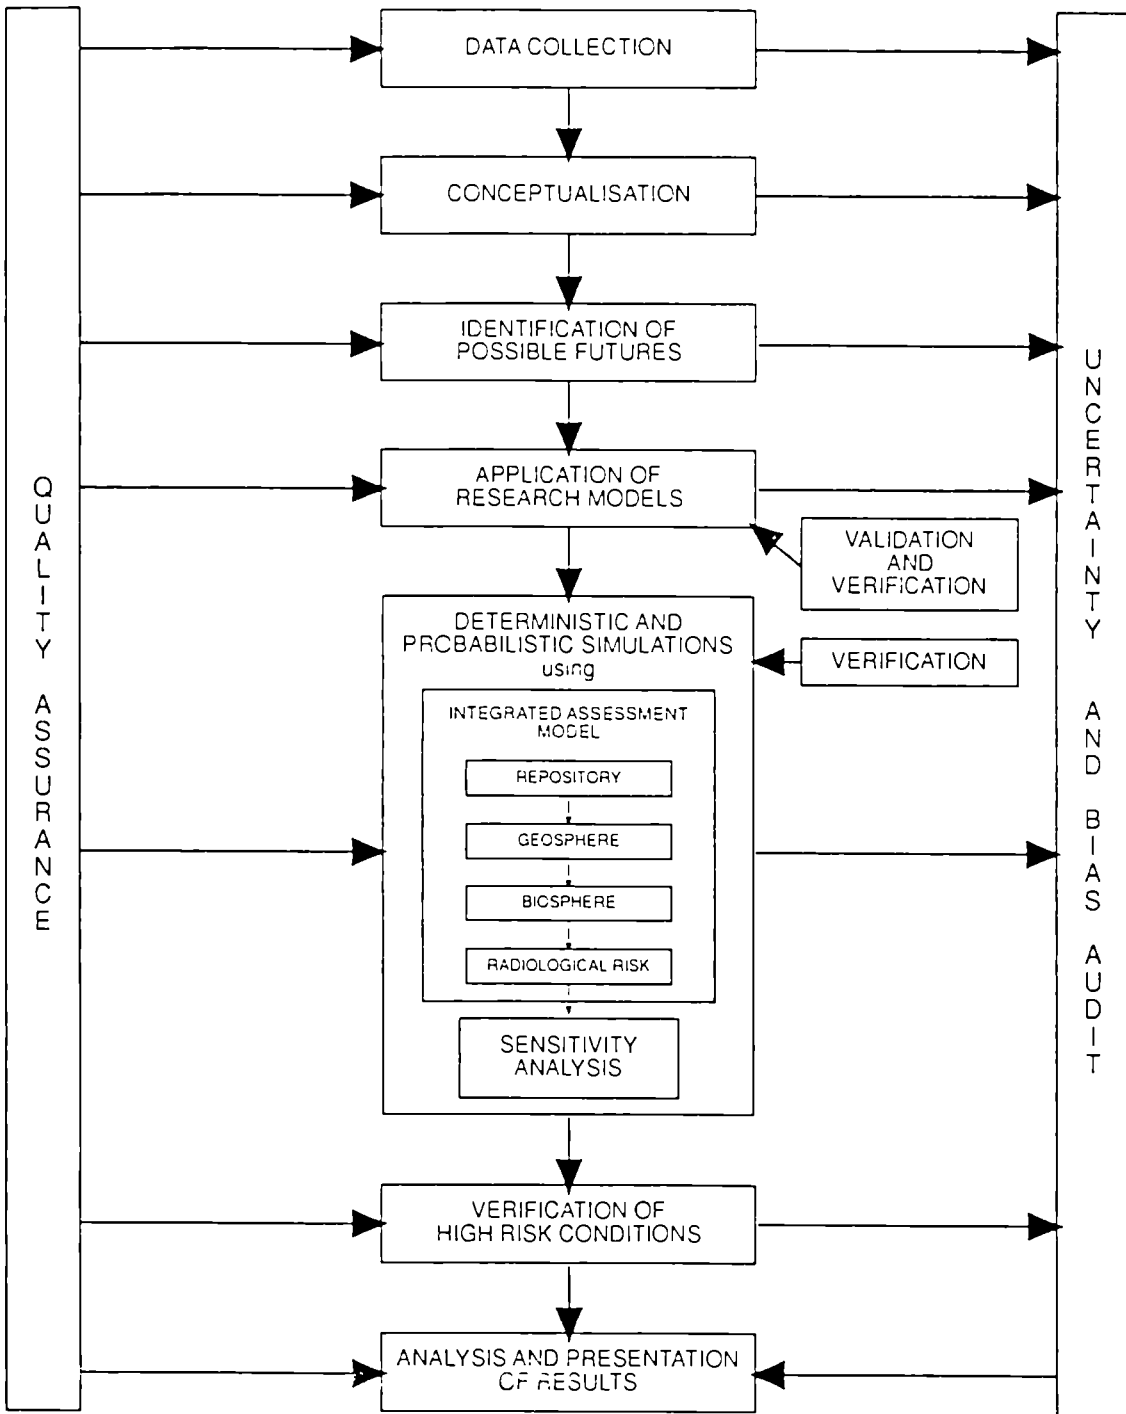 DATA COLLECTION
CONCEPTUALISATION
IDENTIFICATION OF
POSSIBLE FUTURES
APPLICATION OF
RESEARCH MODELS
VALIDATION
AND
VERIFICATION
DETERMINISTIC AND
PROBABILISTIC SIMULATIONS
using
VERIFICATION
INTEGRATED ASSESSMENT
MODEL
REPOSITORY
GEOSPHERE
BIOSPHERE
RADIOLOGICAL RISK
SENSITIVITY
ANALYSIS
VERIFICATION OF
HIGH RISK CONDITIONS
ANALYSIS AND PRESENTATION
OF RESULTS
QUALITY ASSURANCE
UNCERTAINTY AND BIAS AUDIT